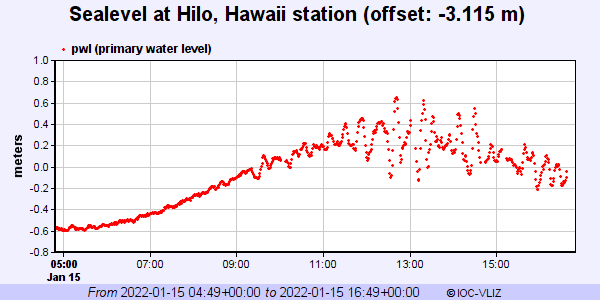 Sealevel at Hilo, Hawaii station (offset: -3.115 m)
pwl (primary water level)
meters
1.0
0.8
0.6
0.4
0.2
0.0
-0.2
-0.4
-0.6
-0.8
05:00 07:00 09:00 11:00 13:00 15:00
Jan 15
From 2022-01-15 04:49+00:00 to 2022-01-15 16:49+00:00 © IOC-VLIZ